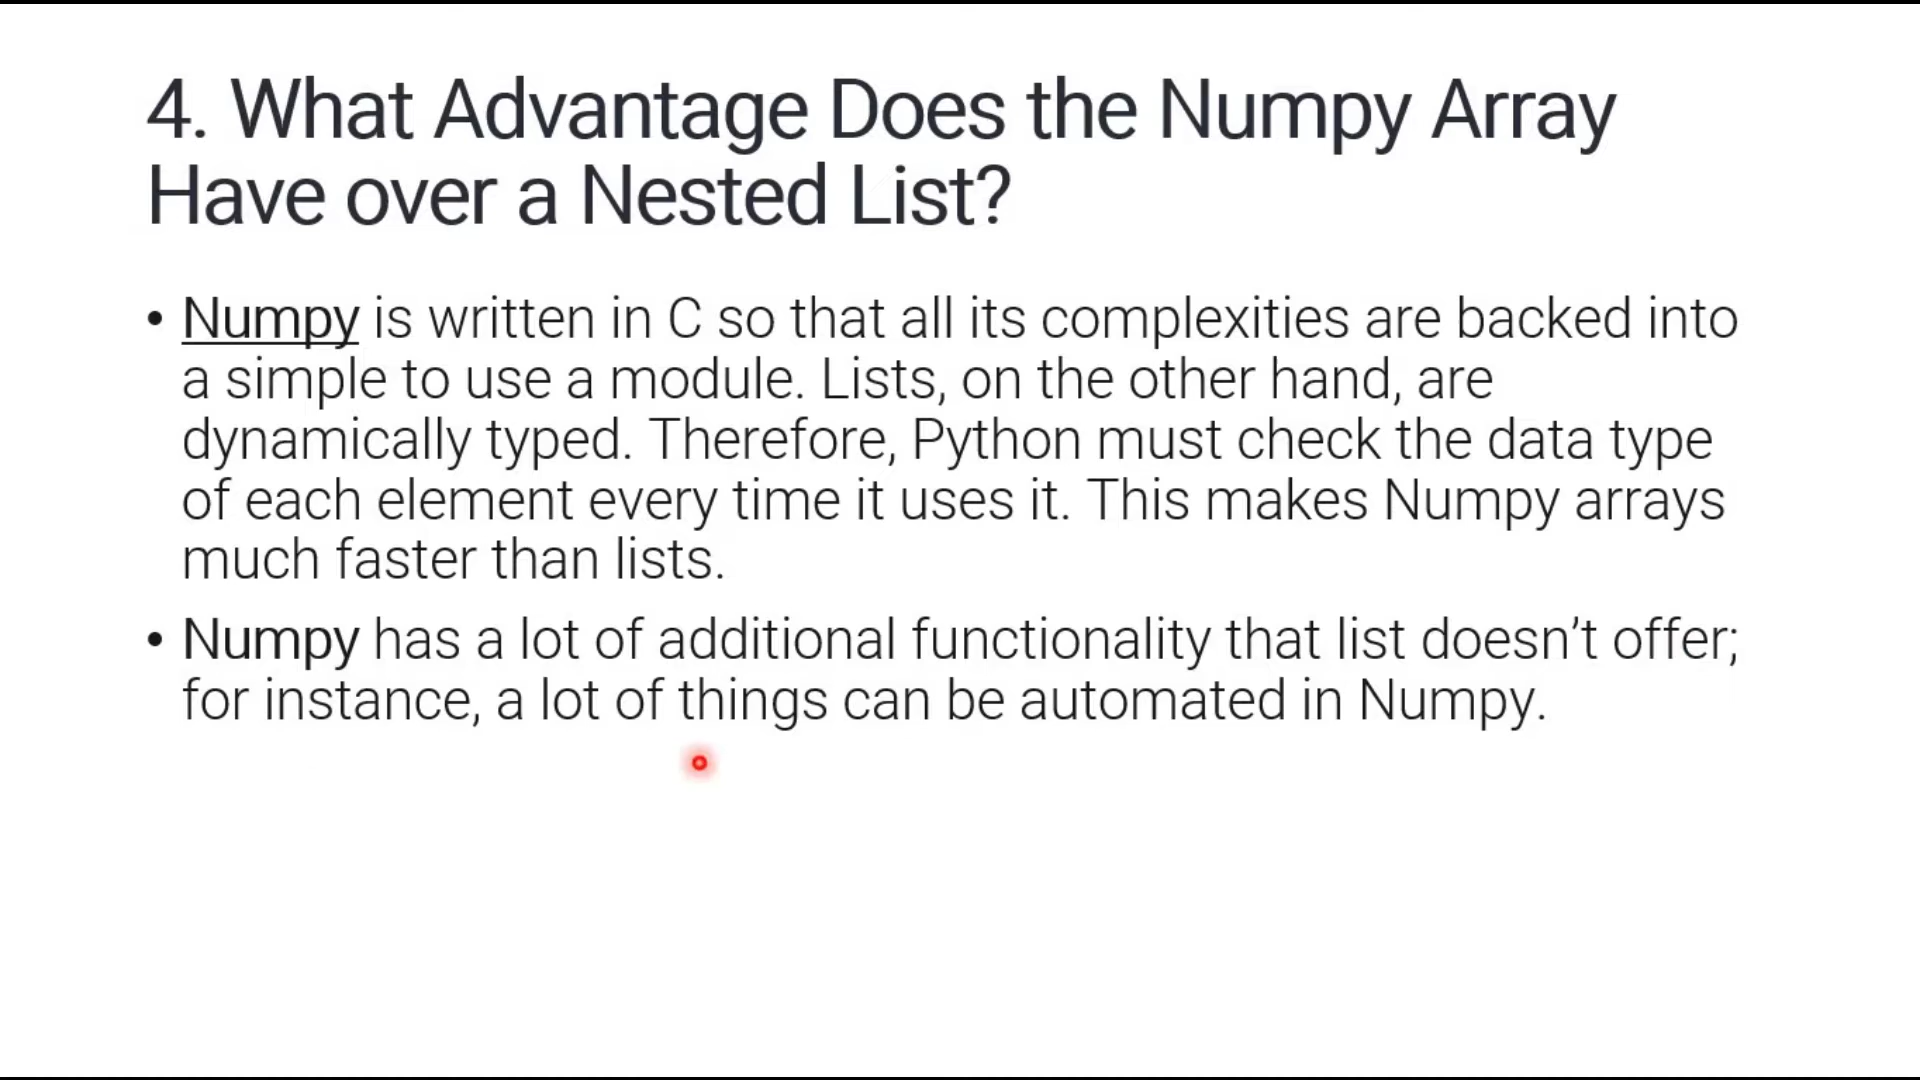 4. What Advantage Does the Numpy Array
Have over a Nested List?
• Numpy is written in C so that all its complexities are backed into
a simple to use a module. Lists, on the other hand, are
dynamically typed. Therefore, Python must check the data type
of each element every time it uses it. This makes Numpy arrays
much faster than lists.
• Numpy has a lot of additional functionality that list doesn’t offer;
for instance, a lot of things can be automated in Numpy.